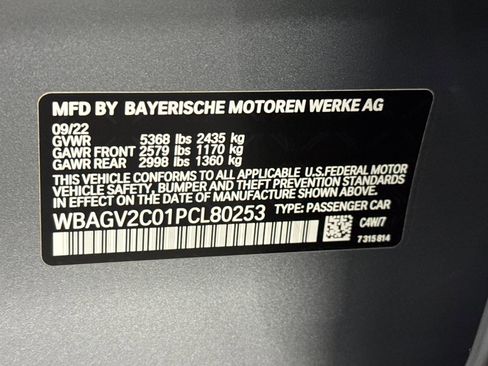 MFD BY BAYERISCHE MOTOREN WERKE AG
09/22
GVWR 5368 lbs 2435 kg
GAWR FRONT 2579 lbs 1170 kg
GAWR REAR 2998 lbs 1360 kg
THIS VEHICLE CONFORMS TO ALL APPLICABLE U.S.FEDERAL MOTOR
VEHICLE SAFETY, BUMPER AND THEFT PREVENTION STANDARDS IN
EFFECT ON THE DATE OF MANUFACTURE SHOWN ABOVE.
WBAGV2C01PCL80253 TYPE: PASSENGER CAR
C4W/7
7 315 814